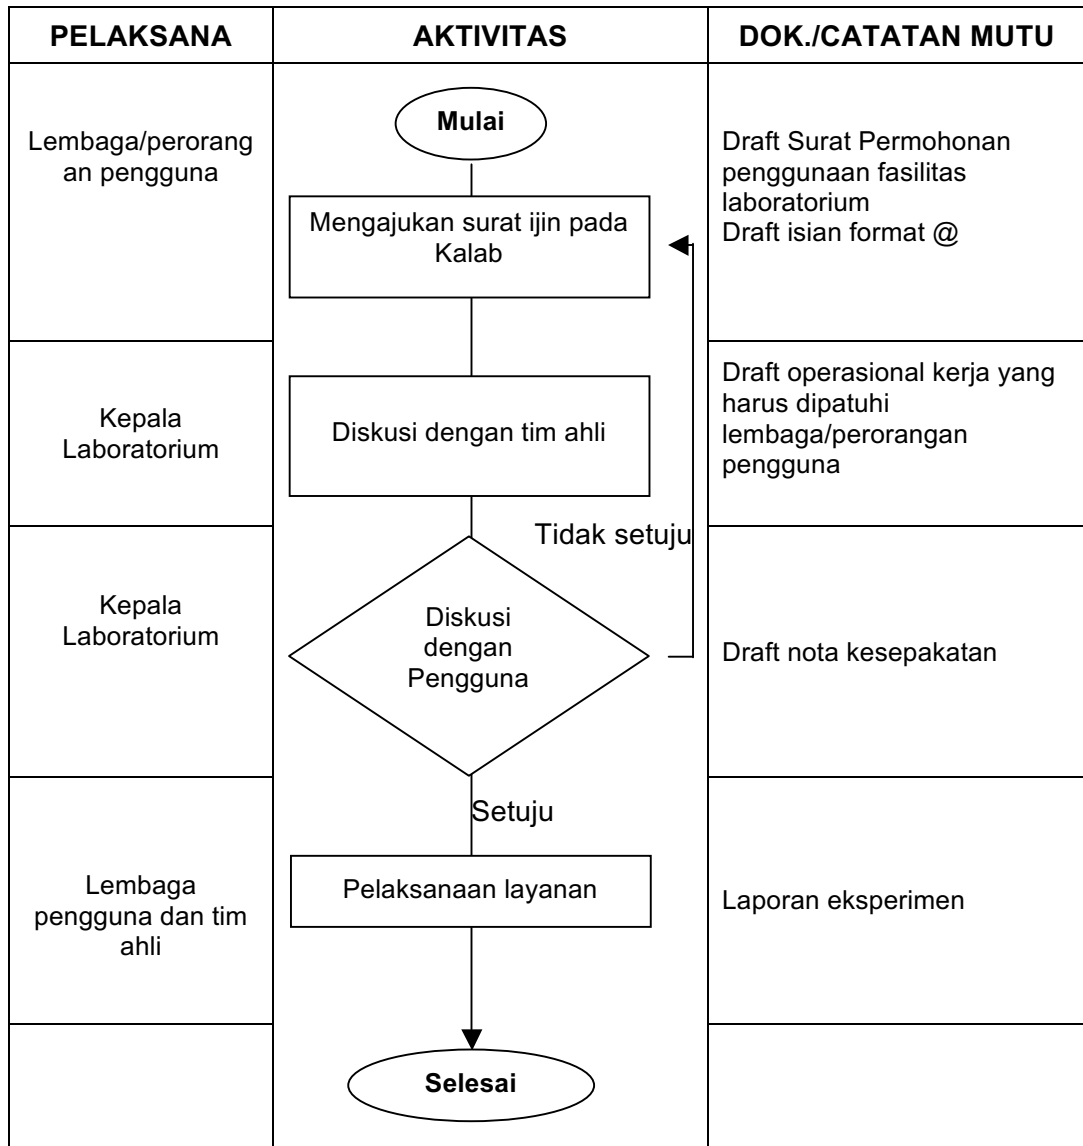 PELAKSANA
AKTIVITAS
DOK./CATATAN MUTU
Lembaga/perorang
an pengguna
Mulai
Mengajukan surat ijin pada
Kalab
Draft Surat Permohonan
penggunaan fasilitas
laboratorium
Draft isian format @
Kepala
Laboratorium
Diskusi dengan tim ahli
Draft operasional kerja yang
harus dipatuhi
lembaga/perorangan
pengguna
Tidak setuju
Kepala
Laboratorium
Diskusi
dengan
Pengguna
Draft nota kesepakatan
Setuju
Lembaga
pengguna dan tim
ahli
Pelaksanaan layanan
Laporan eksperimen
Selesai